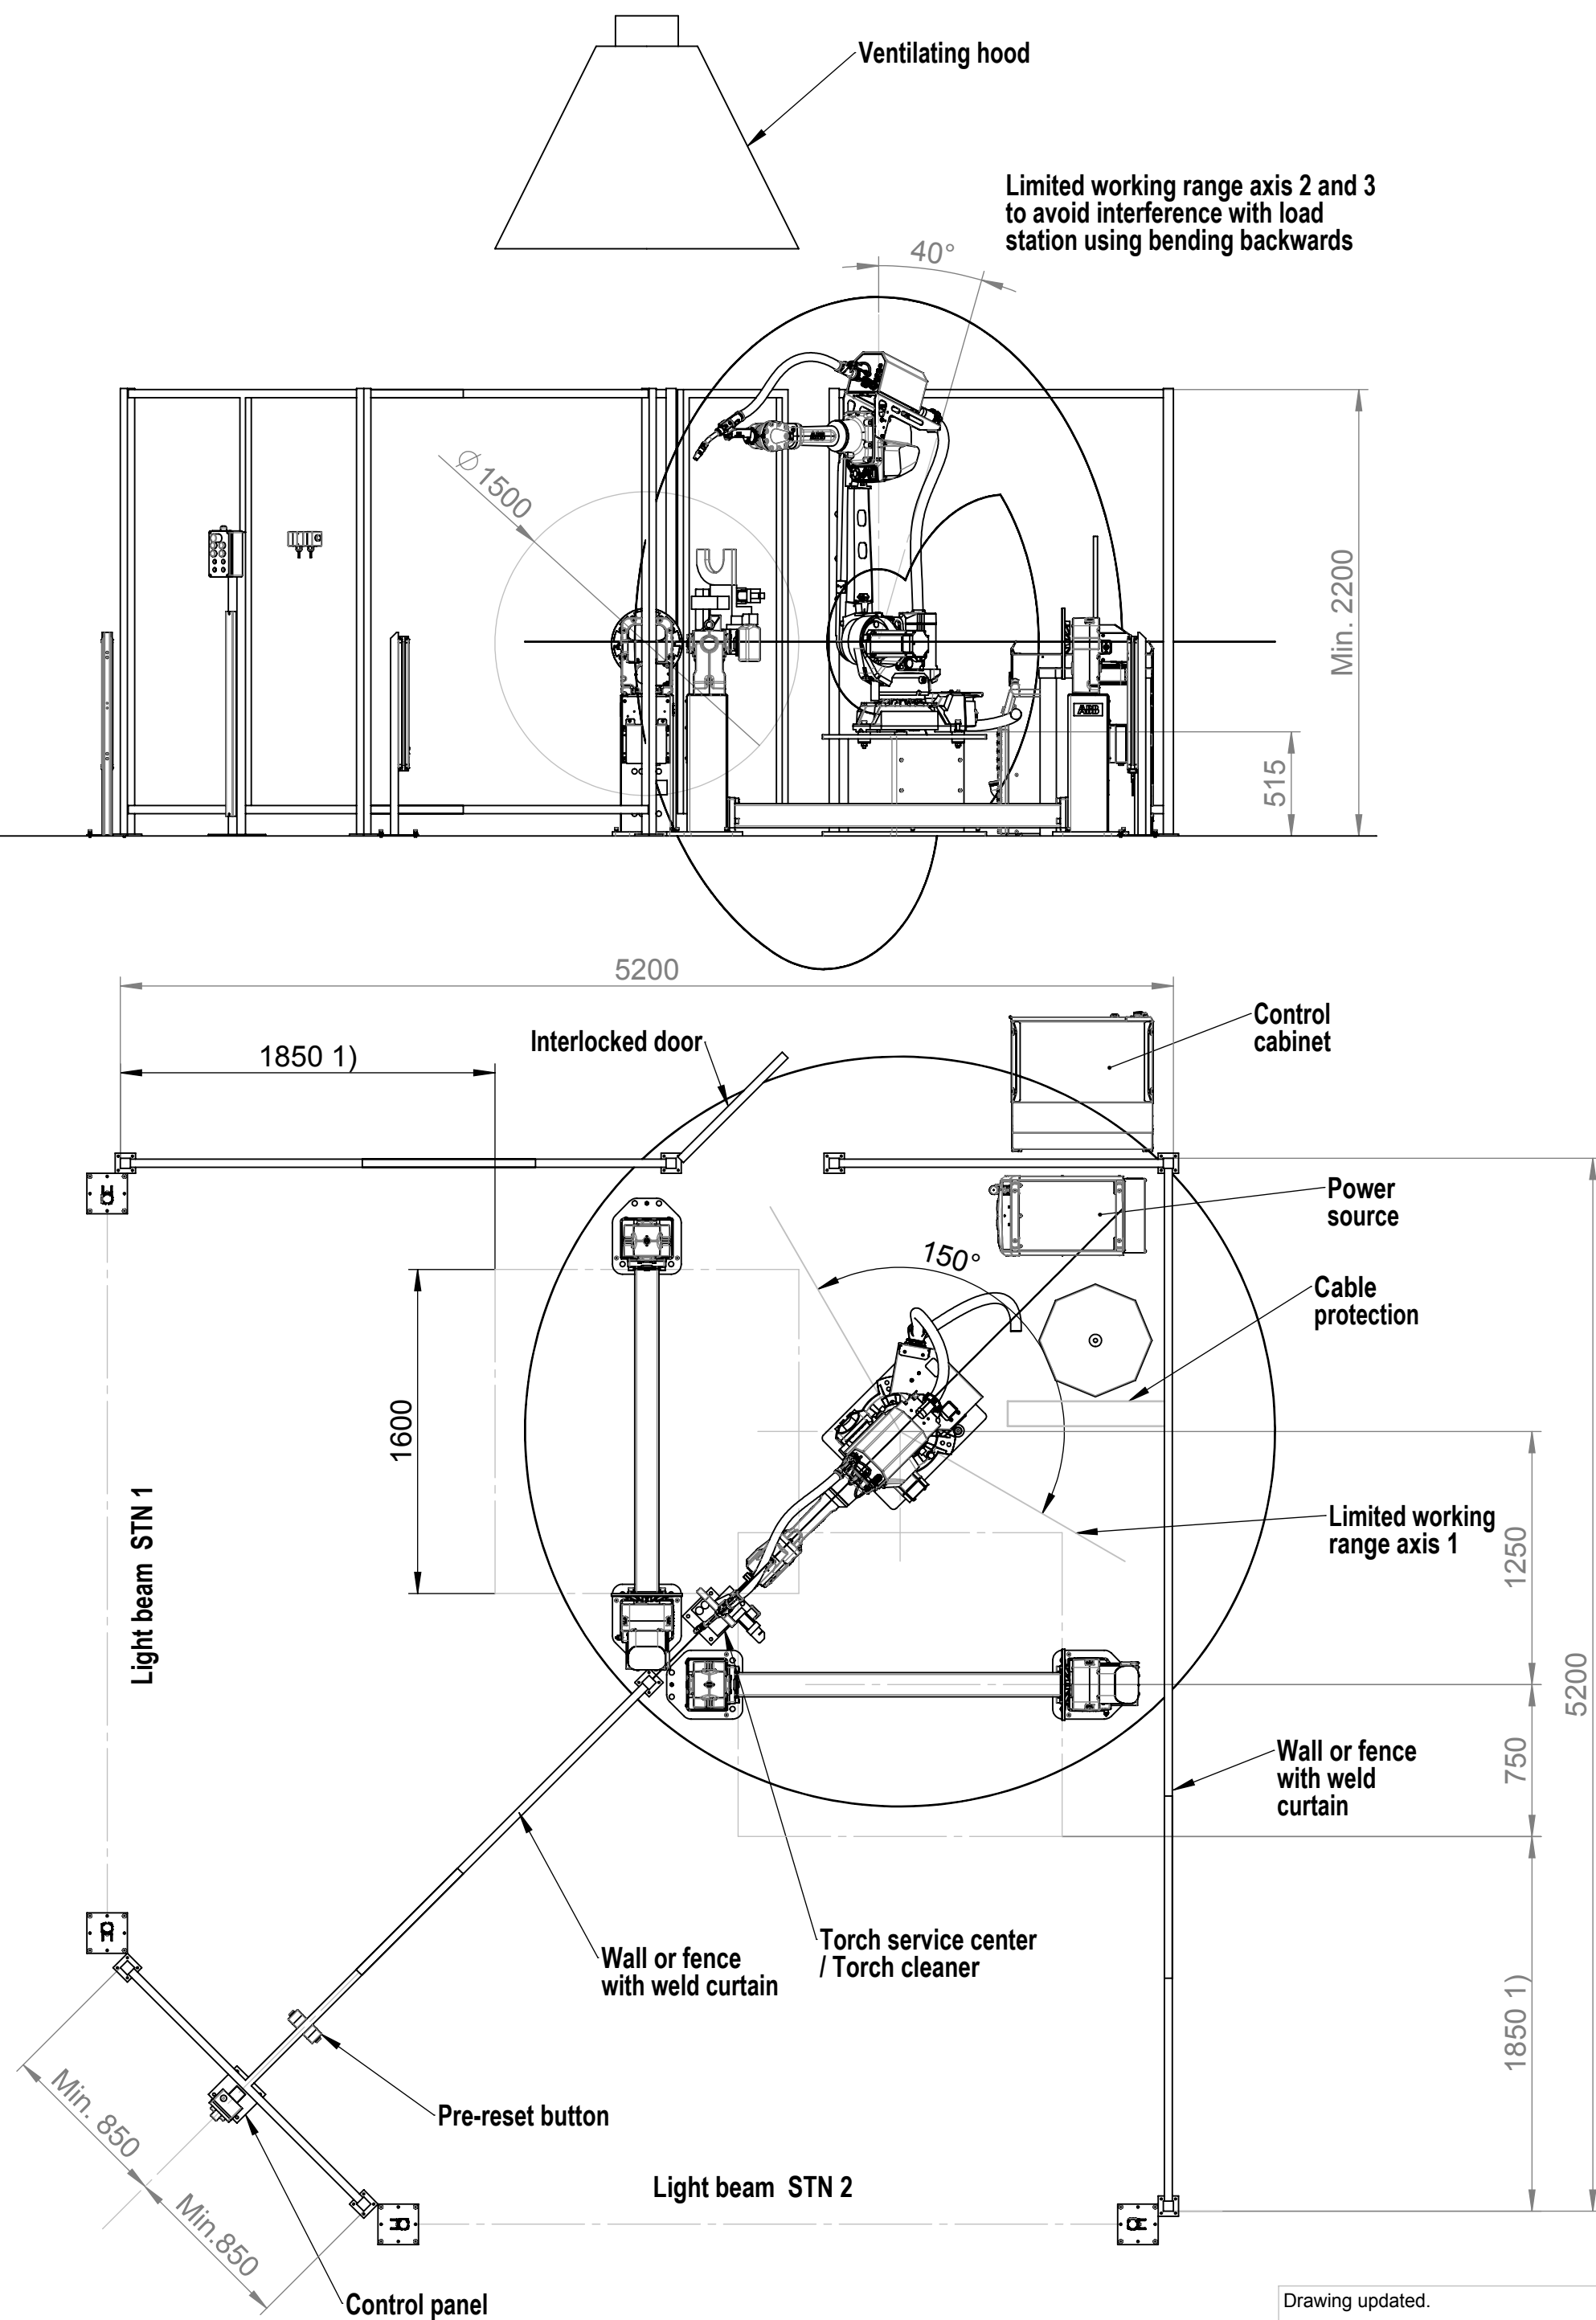 Ventilating hood
Limited working range axis 2 and 3
to avoid interference with load
station using bending backwards
40°
Ø 1500
ABB
Min. 2200
ABB
515
5200
Control
cabinet
Interlocked door
1850 1)
Power
source
150°
Cable
protection
1600
Limited working
range axis 1
1250
Light beam STN 1
5200
750
Wall or fence
with weld
curtain
Torch service center
/ Torch cleaner
Wall or fence
with weld curtain
1850 1)
Min. 850
Pre-reset button
Light beam STN 2
Min.850
Control panel
Drawing updated.